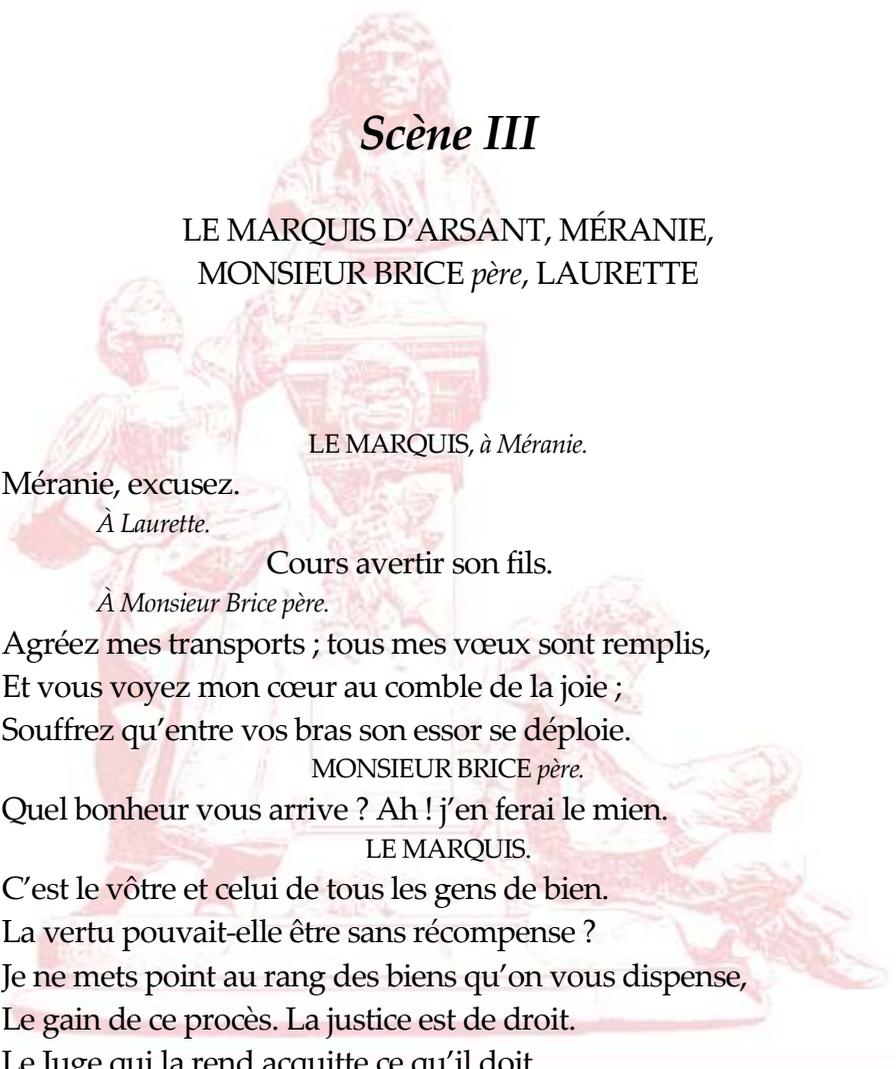 Scène III
LE MARQUIS D’ARSANT, MÉRANIE,
MONSIEUR BRICE père, LAURETTE
LE MARQUIS, à Méranie.
Méranie, excusez.
À Laurette.
Cours avertir son fils.
À Monsieur Brice père.
Agréez mes transports ; tous mes vœux sont remplis,
Et vous voyez mon cœur au comble de la joie ;
Souffrez qu’entre vos bras son essor se déploie.
MONSIEUR BRICE père.
Quel bonheur vous arrive ? Ah ! j’en ferai le mien.
LE MARQUIS.
C’est le vôtre et celui de tous les gens de bien.
La vertu pouvait-elle être sans récompense ?
Je ne mets point au rang des biens qu’on vous dispense,
Le gain de ce procès. La justice est de droit.
Le Juge qui la rend acquitte ce qu’il doit